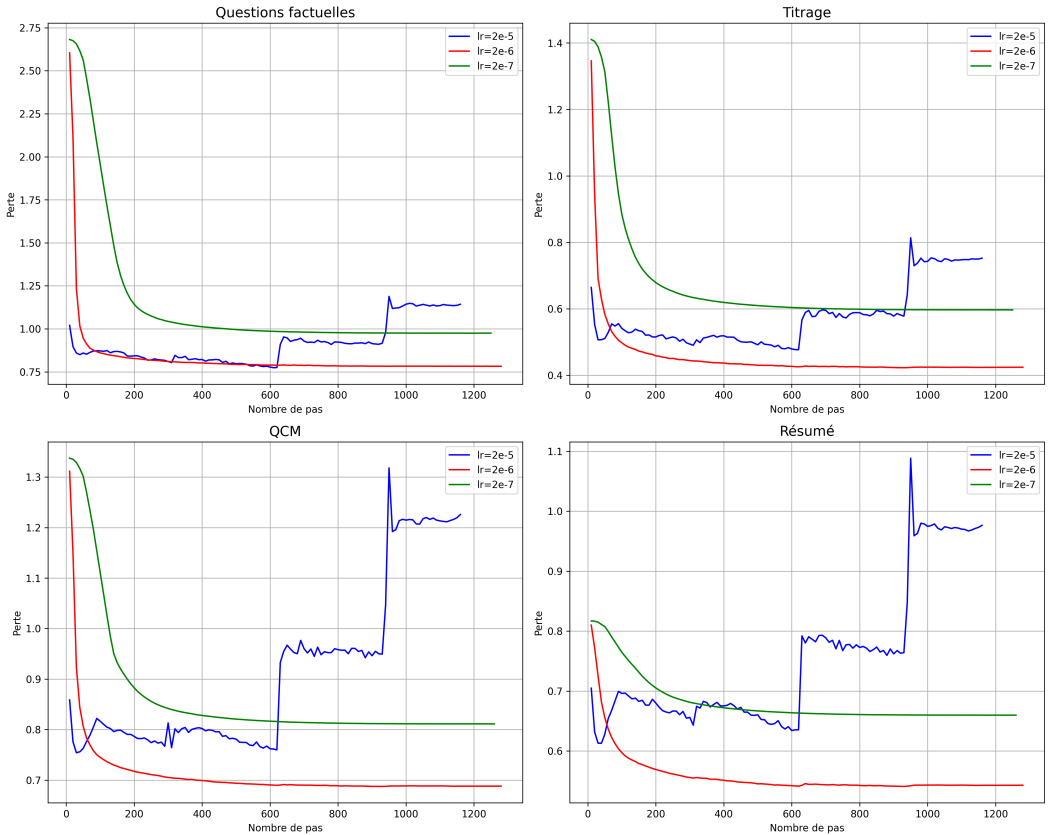 Questions factuelles
2.75
2.50
2.25
2.00
1.75
1.50
1.25
1.00
0.75
Perte
0
200
400
600
800
1000
1200
Nombre de pas
lr=2e-5
lr=2e-6
lr=2e-7
Titrage
1.4
1.2
1.0
0.8
0.6
0.4
Perte
0
200
400
600
800
1000
1200
Nombre de pas
lr=2e-5
lr=2e-6
lr=2e-7
QCM
1.3
1.2
1.1
1.0
0.9
0.8
0.7
Perte
0
200
400
600
800
1000
1200
Nombre de pas
lr=2e-5
lr=2e-6
lr=2e-7
Résumé
1.1
1.0
0.9
0.8
0.7
0.6
Perte
0
200
400
600
800
1000
1200
Nombre de pas
lr=2e-5
lr=2e-6
lr=2e-7